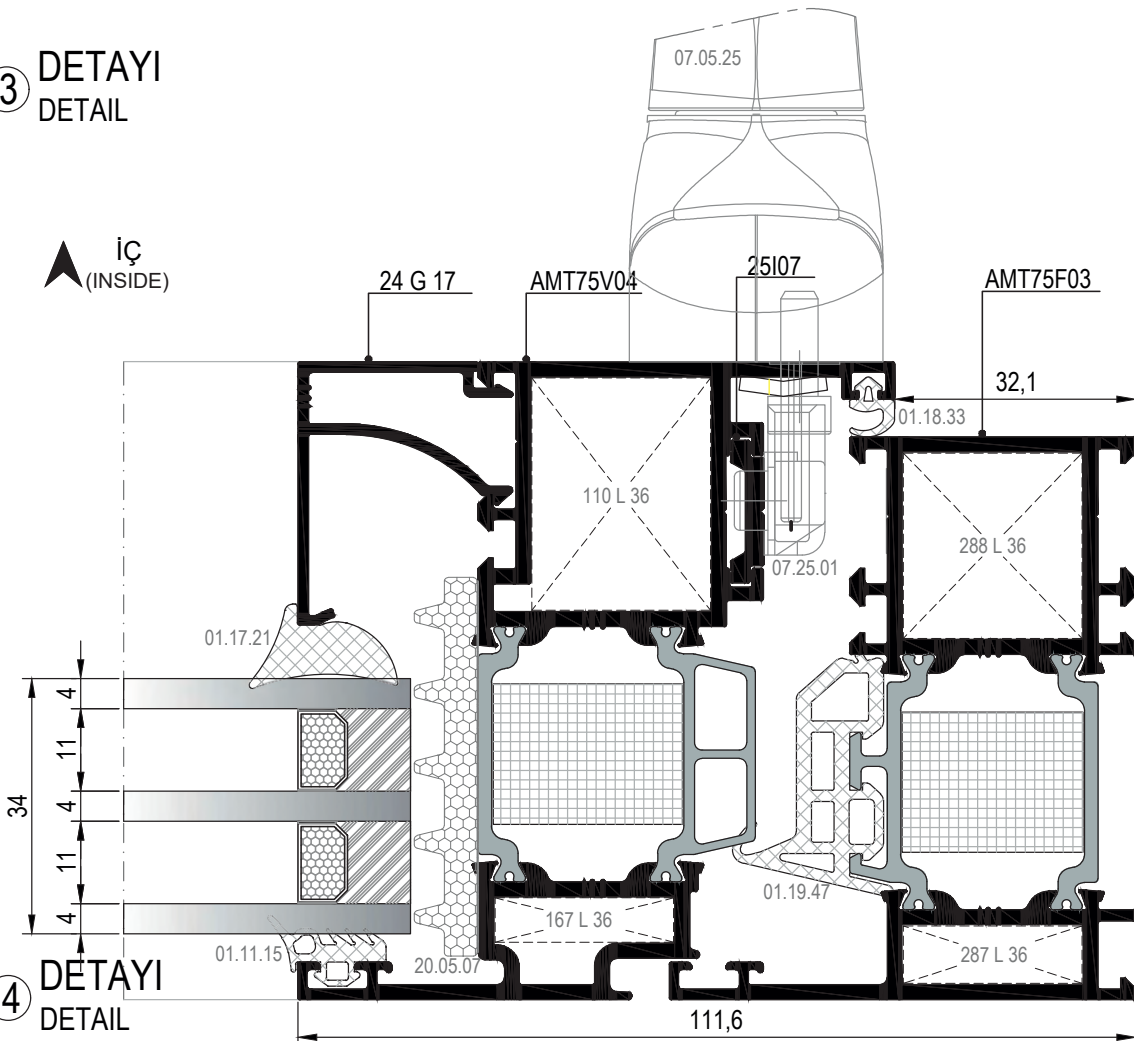 07.05.25
3 DETAYI
DETAIL
İÇ
(INSIDE)
24 G 17
AMT75V04
25I07
AMT75F03
32,1
01.18.33
110 L 36
288 L 36
07.25.01
01.17.21
4
11
4
11
4
34
01.19.47
167 L 36
287 L 36
01.11.15
20.05.07
4 DETAYI
DETAIL
111,6